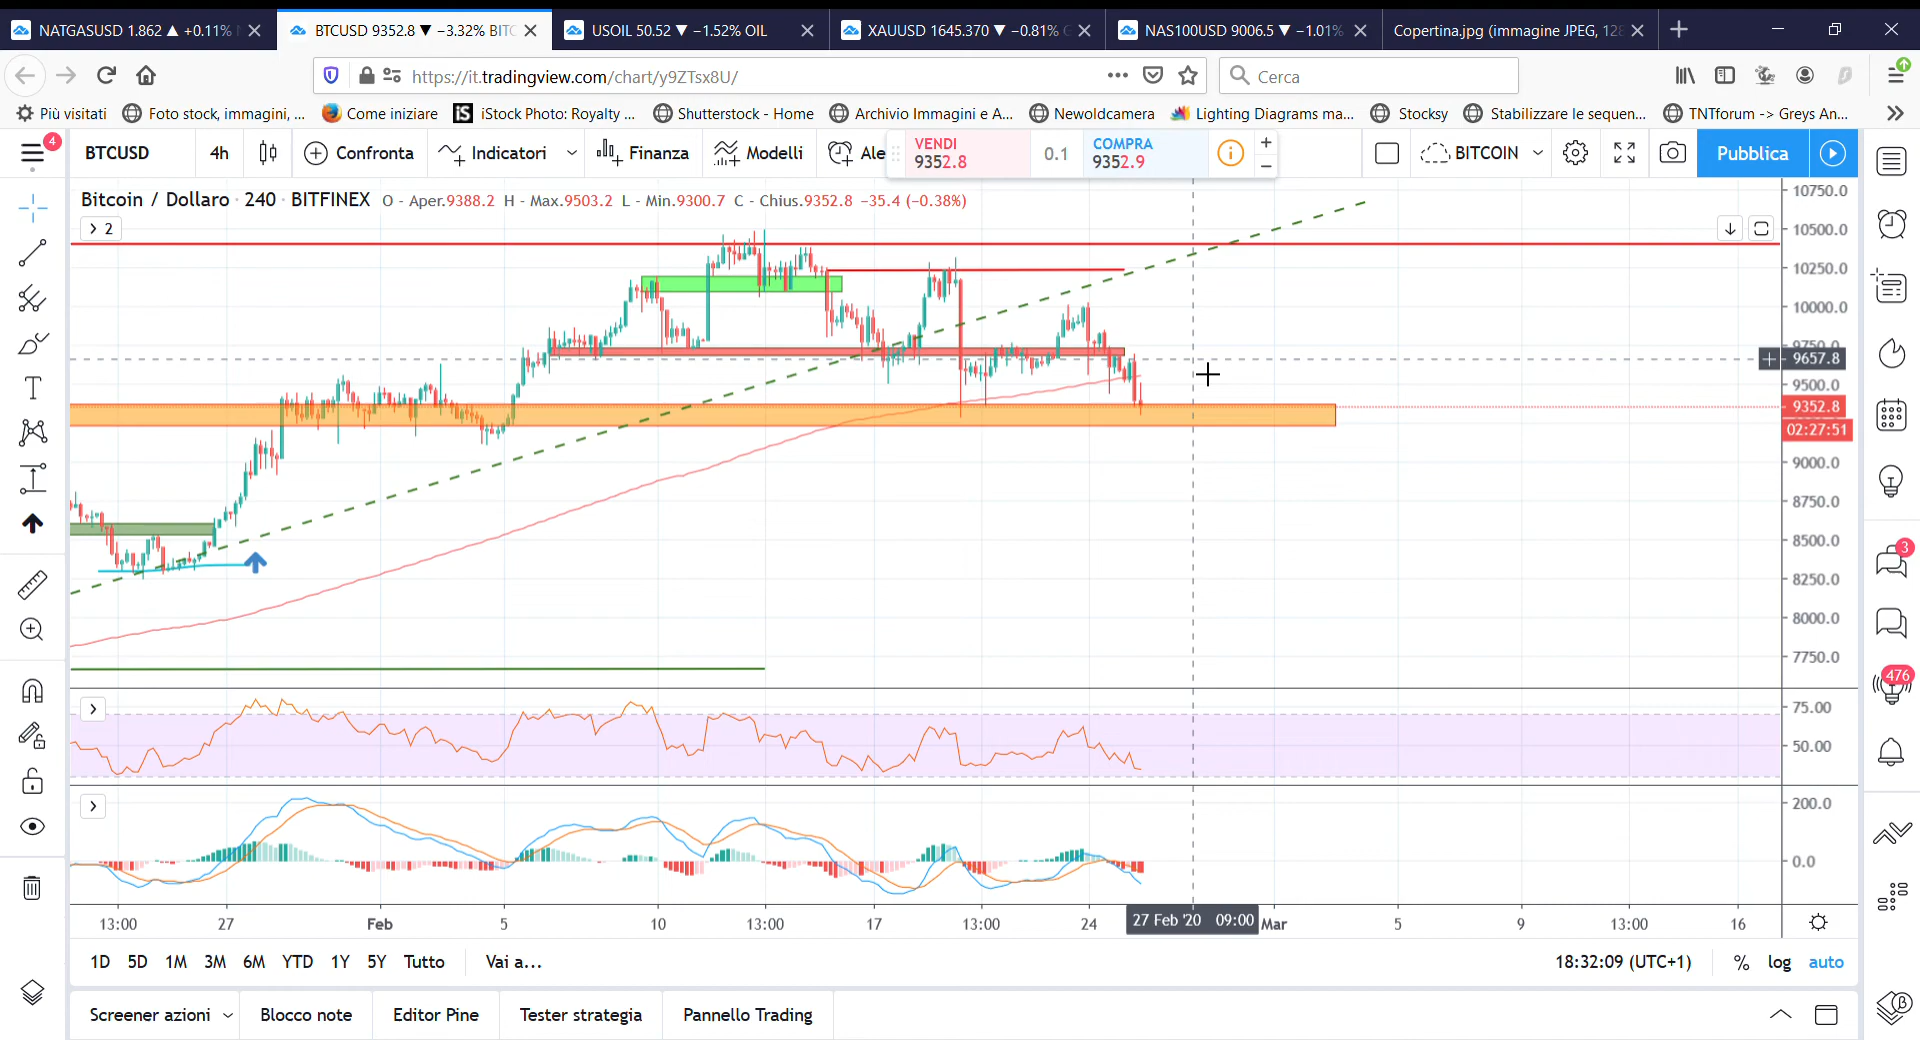 NATGASUSD 1.862 ▲ +0.11%
BTCUSD 9352.8 ▼ −3.32% BITC
USOIL 50.52 ▼ −1.52% OIL
XAUUSD 1645.370 ▼ −0.81%
NAS100USD 9006.5 ▼ −1.01%
Copertina.jpg (immagine JPEG, 128
https://it.tradingview.com/chart/y9ZTsx8U/
Cerca
Più visitati
Foto stock, immagini, ...
Come iniziare
iS iStock Photo: Royalty ...
Shutterstock - Home
Archivio Immagini e A...
Newoldcamera
Lighting Diagrams ma...
Stocksy
Stabilizzare le sequen...
TNTforum -> Greys An...
4
BTCUSD
4h
Confronta
Indicatori
Finanza
Modelli
Ale
VENDI
9352.8
0.1
COMPRA
9352.9
BITCOIN
Pubblica
Bitcoin / Dollaro · 240 · BITFINEX O - Aper.9388.2 H - Max.9503.2 L - Min.9300.7 C - Chius.9352.8 −35.4 (−0.38%)
2
10750.0
10500.0
10250.0
10000.0
9750.0
9657.8
9500.0
9352.8
02:27:51
9000.0
8750.0
8500.0
8250.0
8000.0
7750.0
75.00
50.00
200.0
0.0
3
476
13:00 27 Feb 5 10 13:00 17 13:00 24 27 Feb '20 09:00 Mar 5 9 13:00 16
1D 5D 1M 3M 6M YTD 1Y 5Y Tutto Vai a...
18:32:09 (UTC+1) % log auto
Screener azioni
Blocco note
Editor Pine
Tester strategia
Pannello Trading